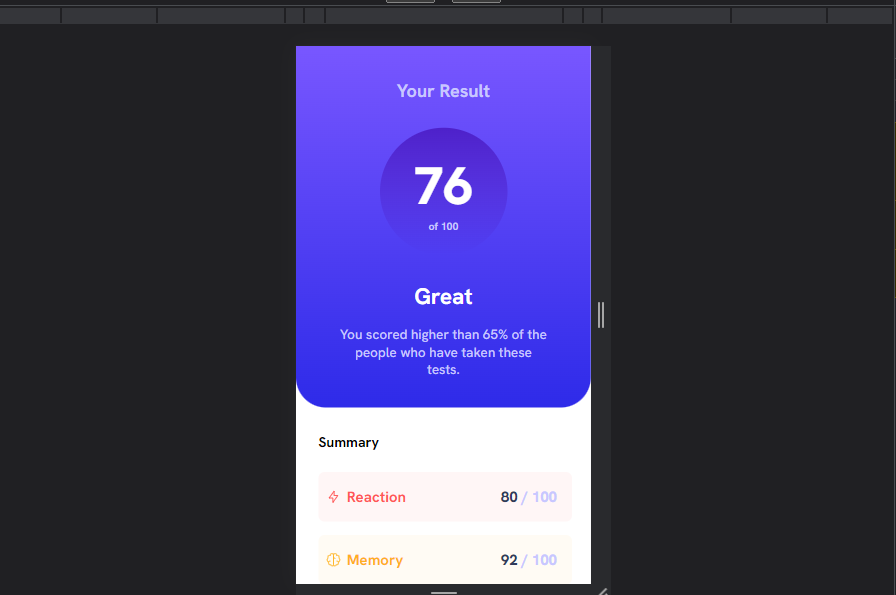 Your Result
76
of 100
Great
You scored higher than 65% of the
people who have taken these
tests.
Summary
Reaction 80 / 100
Memory 92 / 100